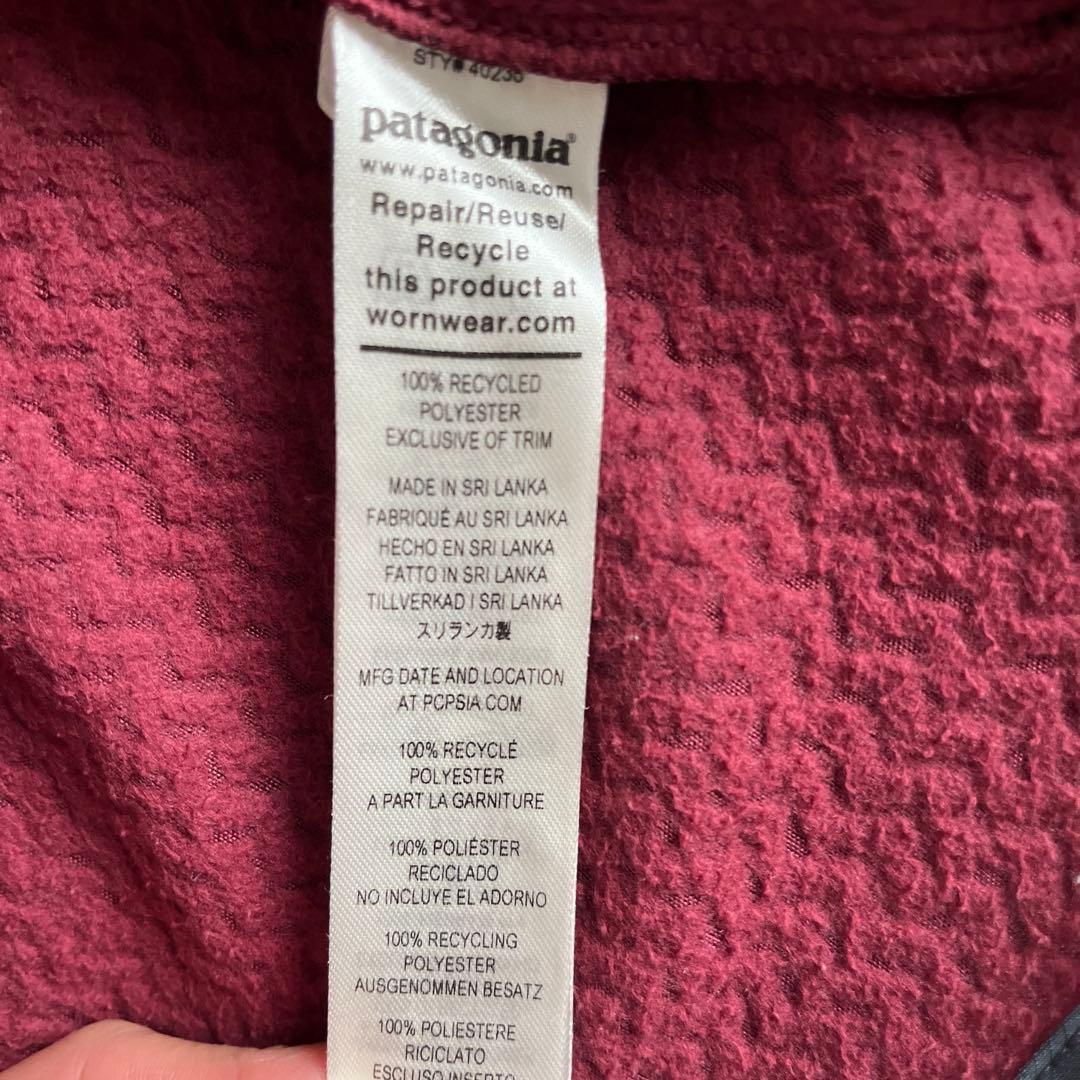 STY# 40236
patagonia®
www.patagonia.com
Repair/Reuse/
Recycle
this product at
wornwear.com
100% RECYCLED
POLYESTER
EXCLUSIVE OF TRIM
MADE IN SRI LANKA
FABRIQUÉ AU SRI LANKA
HECHO EN SRI LANKA
FATTO IN SRI LANKA
TILLVERKAD I SRI LANKA
スリランカ製
MFG DATE AND LOCATION
AT PCPSIA.COM
100% RECYCLÉ
POLYESTER
A PART LA GARNITURE
100% POLIÉSTER
RECICLADO
NO INCLUYE EL ADORNO
100% RECYCLING
POLYESTER
AUSGENOMMEN BESATZ
100% POLIESTERE
RICICLATO
ESCLUSO INSERTO